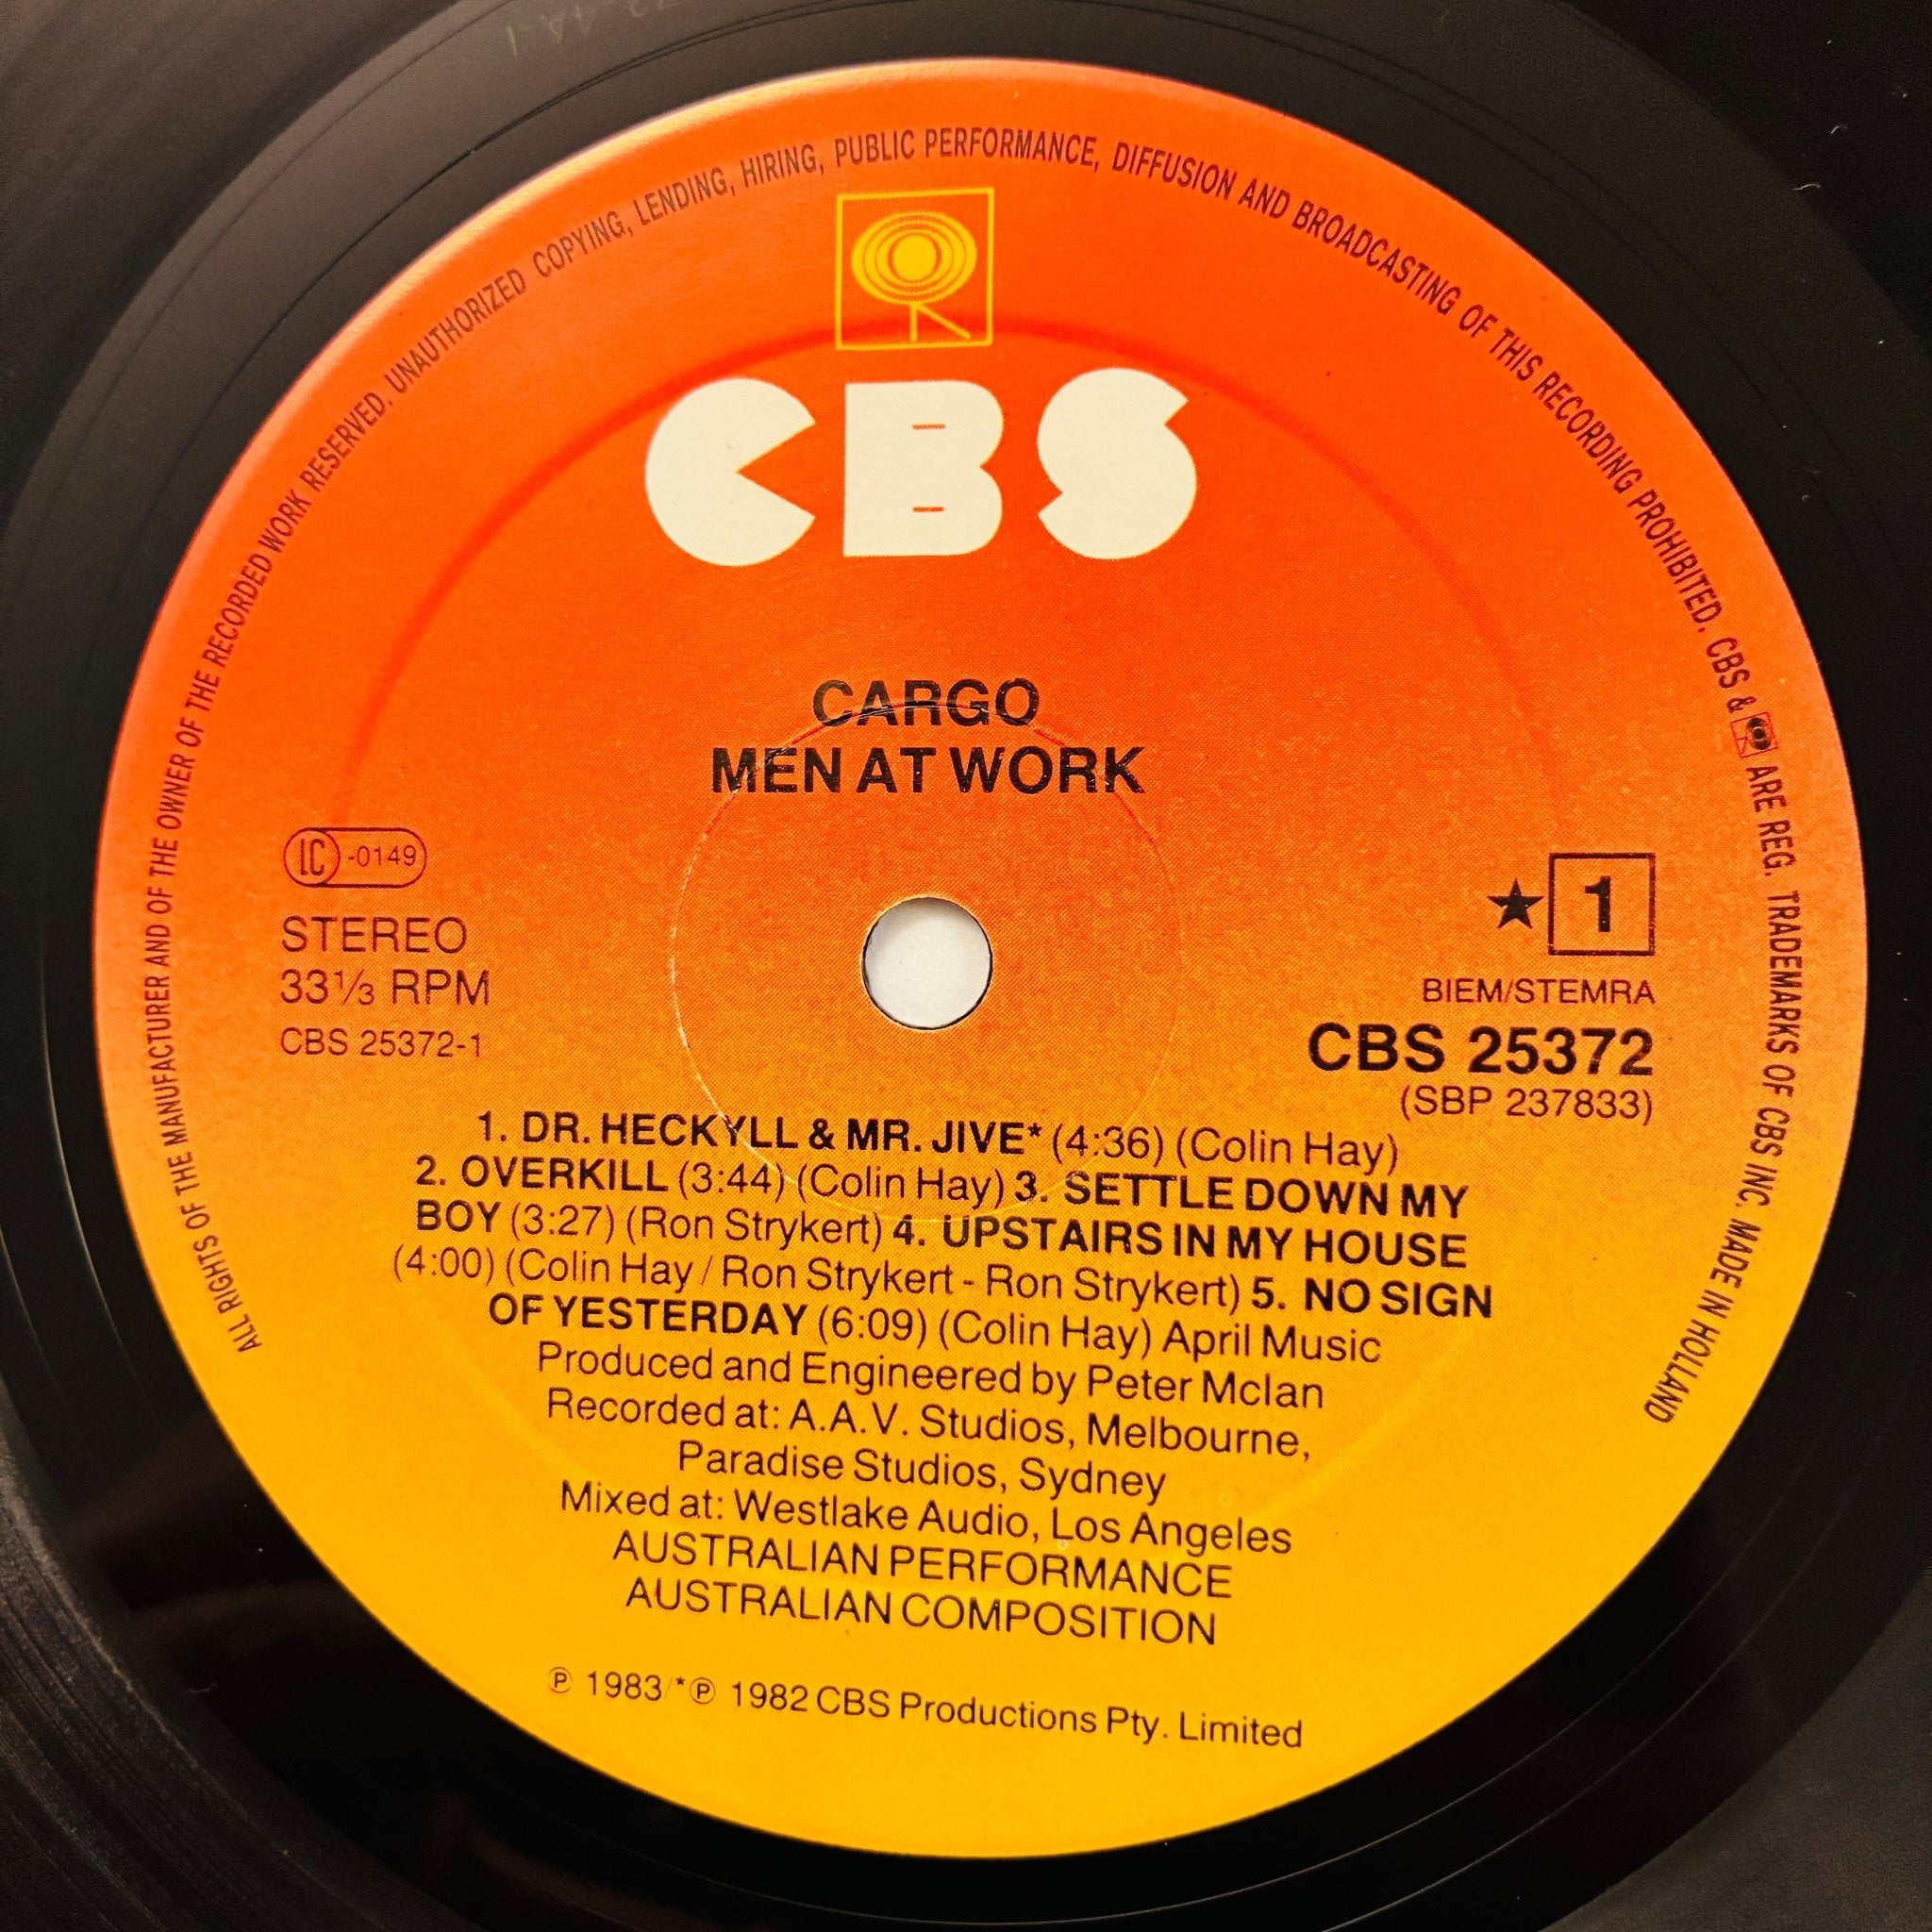 ALL RIGHTS OF THE MANUFACTURER AND OF THE OWNER OF THE RECORDED WORK RESERVED. UNAUTHORIZED COPYING, LENDING, HIRING, PUBLIC PERFORMANCE, DIFFUSION AND BROADCASTING OF THIS RECORDING PROHIBITED. CBS & ARE REG. TRADEMARKS OF CBS INC. MADE IN HOLLAND
CBS
CARGO
MEN AT WORK
LC -0149
STEREO
33⅓ RPM
CBS 25372-1
★ 1
BIEM/STEMRA
CBS 25372
(SBP 237833)
1. DR. HECKYLL & MR. JIVE* (4:36) (Colin Hay)
2. OVERKILL (3:44) (Colin Hay) 3. SETTLE DOWN MY
BOY (3:27) (Ron Strykert) 4. UPSTAIRS IN MY HOUSE
(4:00) (Colin Hay / Ron Strykert - Ron Strykert) 5. NO SIGN
OF YESTERDAY (6:09) (Colin Hay) April Music
Produced and Engineered by Peter McIan
Recorded at: A.A.V. Studios, Melbourne,
Paradise Studios, Sydney
Mixed at: Westlake Audio, Los Angeles
AUSTRALIAN PERFORMANCE
AUSTRALIAN COMPOSITION
℗ 1983/*℗ 1982 CBS Productions Pty. Limited